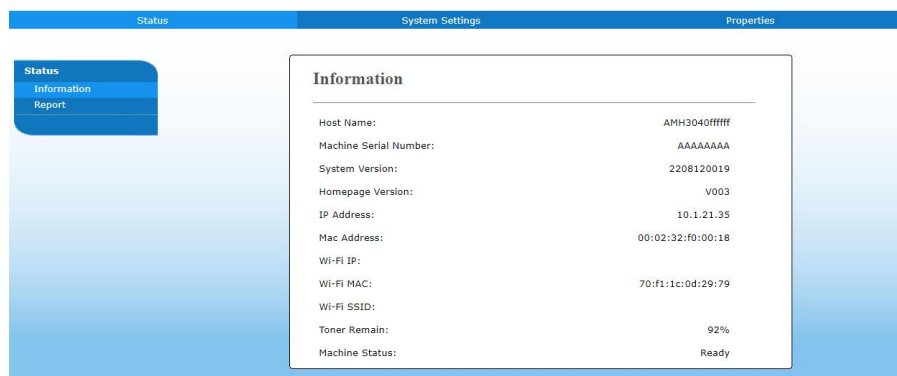 Status System Settings Properties
Status
Information
Report
Information
Host Name: AMH3040ffffff
Machine Serial Number: AAAAAAAA
System Version: 2208120019
Homepage Version: V003
IP Address: 10.1.21.35
Mac Address: 00:02:32:f0:00:18
Wi-Fi IP:
Wi-Fi MAC: 70:f1:1c:0d:29:79
Wi-Fi SSID:
Toner Remain: 92%
Machine Status: Ready